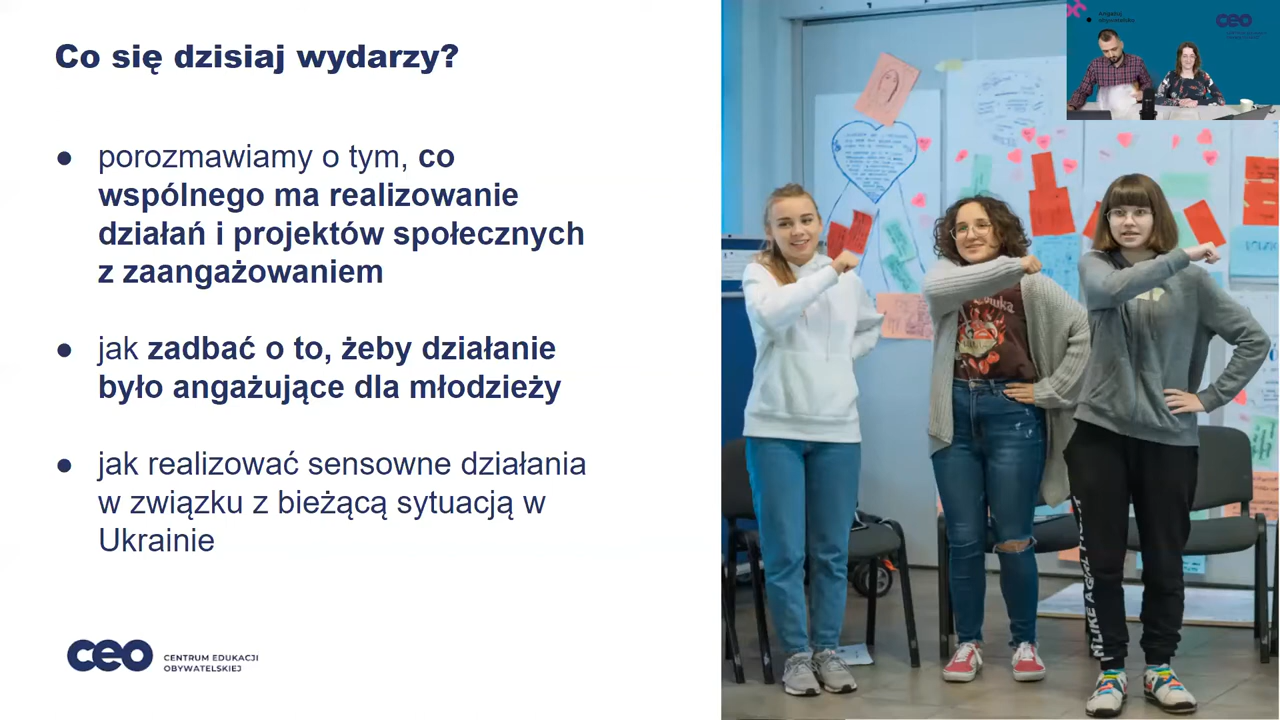 Co się dzisiaj wydarzy?
● porozmawiamy o tym, co
wspólnego ma realizowanie
działań i projektów społecznych
z zaangażowaniem
● jak zadbać o to, żeby działanie
było angażujące dla młodzieży
● jak realizować sensowne działania
w związku z bieżącą sytuacją w
Ukrainie
ceo CENTRUM EDUKACJI
OBYWATELSKIEJ
ceo